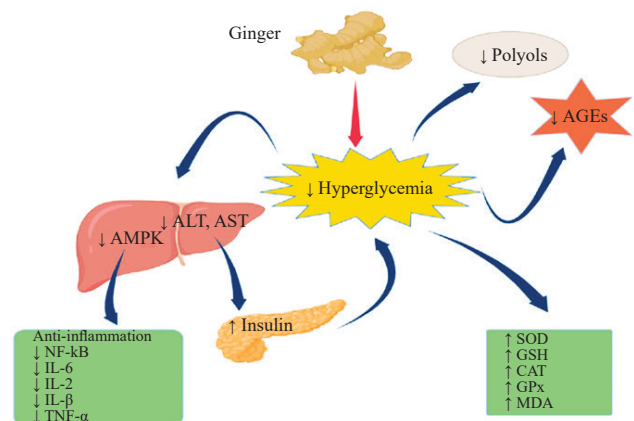 Ginger
↓ Polyols
↓ AGEs
↓ Hyperglycemia
↓ ALT, AST
↓ AMPK
↑ Insulin
Anti-inflammation
↓ NF-kB
↓ IL-6
↓ IL-2
↓ IL-β
↓ TNF-α
↑ SOD
↑ GSH
↑ CAT
↑ GPx
↑ MDA